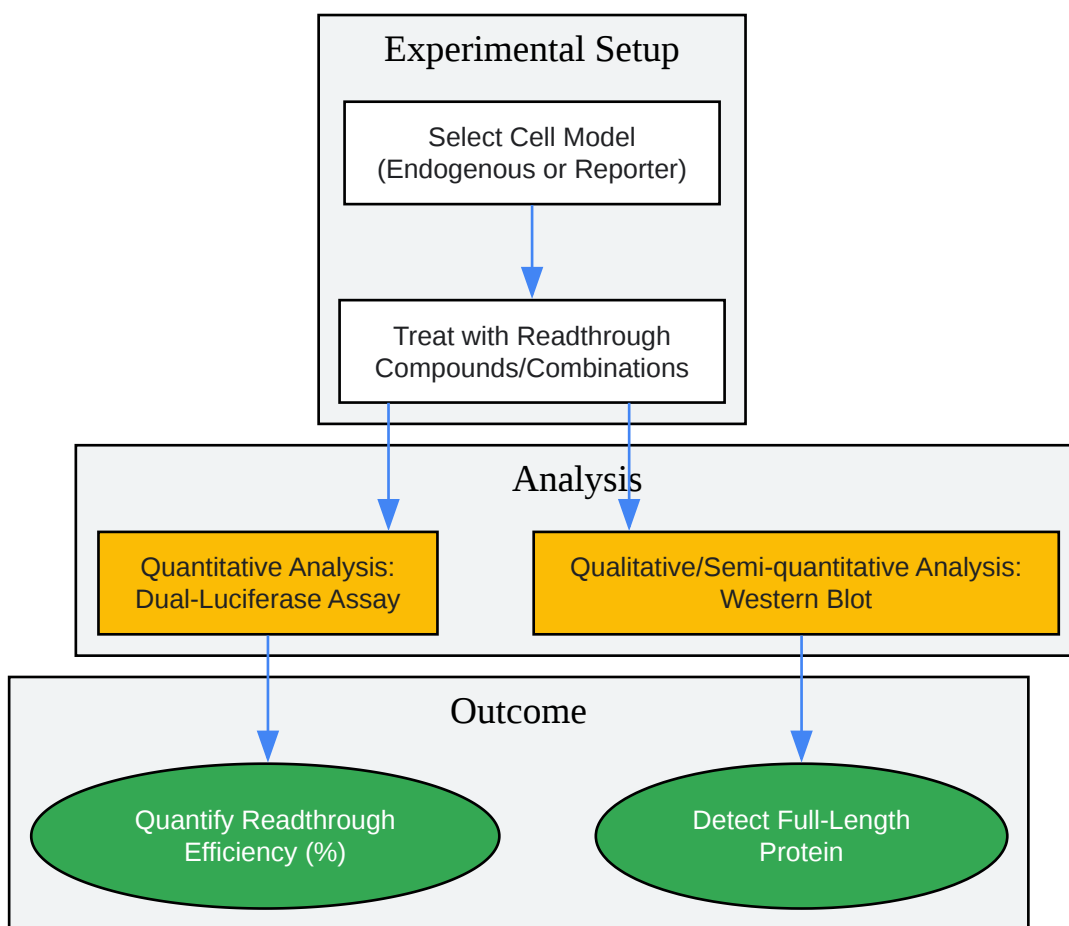 Experimental Setup
Select Cell Model
(Endogenous or Reporter)
Treat with Readthrough
Compounds/Combinations
Analysis
Quantitative Analysis:
Dual-Luciferase Assay
Qualitative/Semi-quantitative Analysis:
Western Blot
Outcome
Quantify Readthrough
Efficiency (%)
Detect Full-Length
Protein